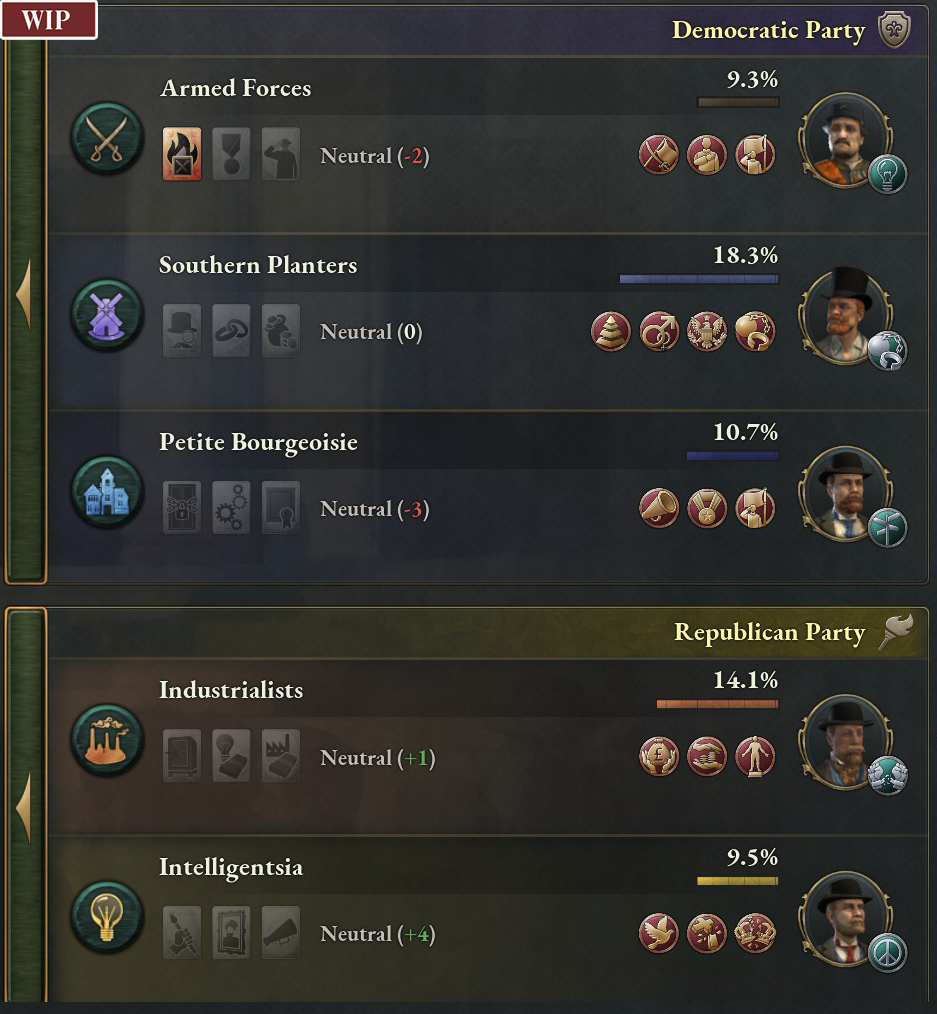 WIP
Democratic Party
Armed Forces
9.3%
Neutral (-2)
Southern Planters
18.3%
Neutral (0)
Petite Bourgeoisie
10.7%
Neutral (-3)
Republican Party
Industrialists
14.1%
Neutral (+1)
Intelligentsia
9.5%
Neutral (+4)